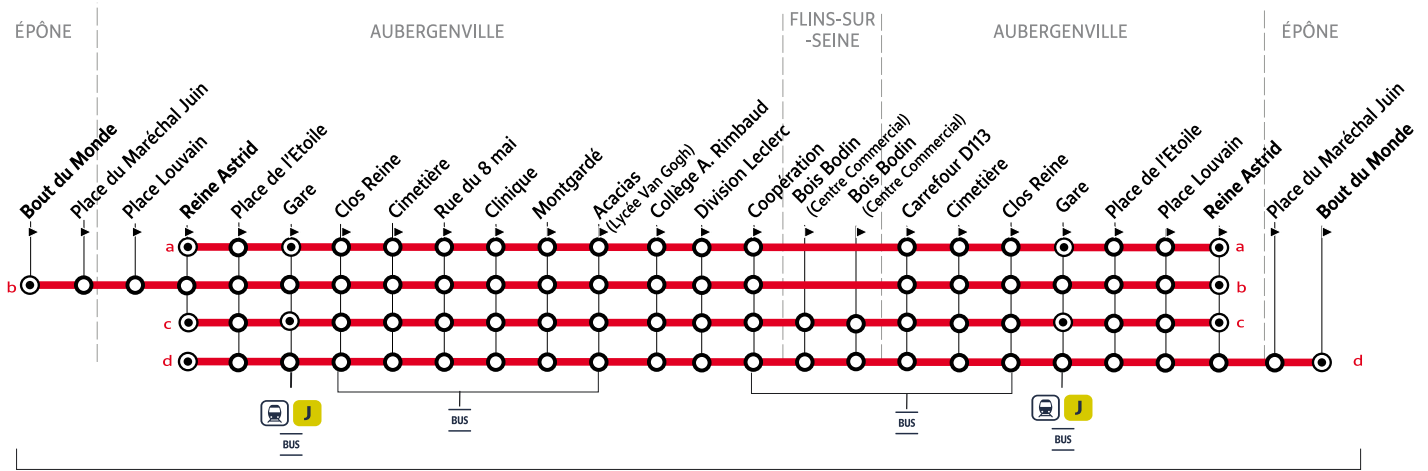 ÉPÔNE
AUBERGENVILLE
FLINS-SUR
-SEINE
AUBERGENVILLE
ÉPÔNE
Bout du Monde
Place du Maréchal Juin
Place Louvain
Reine Astrid
Place de l'Etoile
Gare
Clos Reine
Cimetière
Rue du 8 mai
Clinique
Montgardé
Acacias
(Lycée Van Gogh)
Collège A. Rimbaud
Division Leclerc
Coopération
Bois Bodin
(Centre Commercial)
Bois Bodin
(Centre Commercial)
Carrefour D113
Cimetière
Clos Reine
Gare
Place de l'Etoile
Place Louvain
Reine Astrid
Place du Maréchal Juin
Bout du Monde
a
a
b
b
c
c
d
d
J
BUS
BUS
BUS
J
BUS